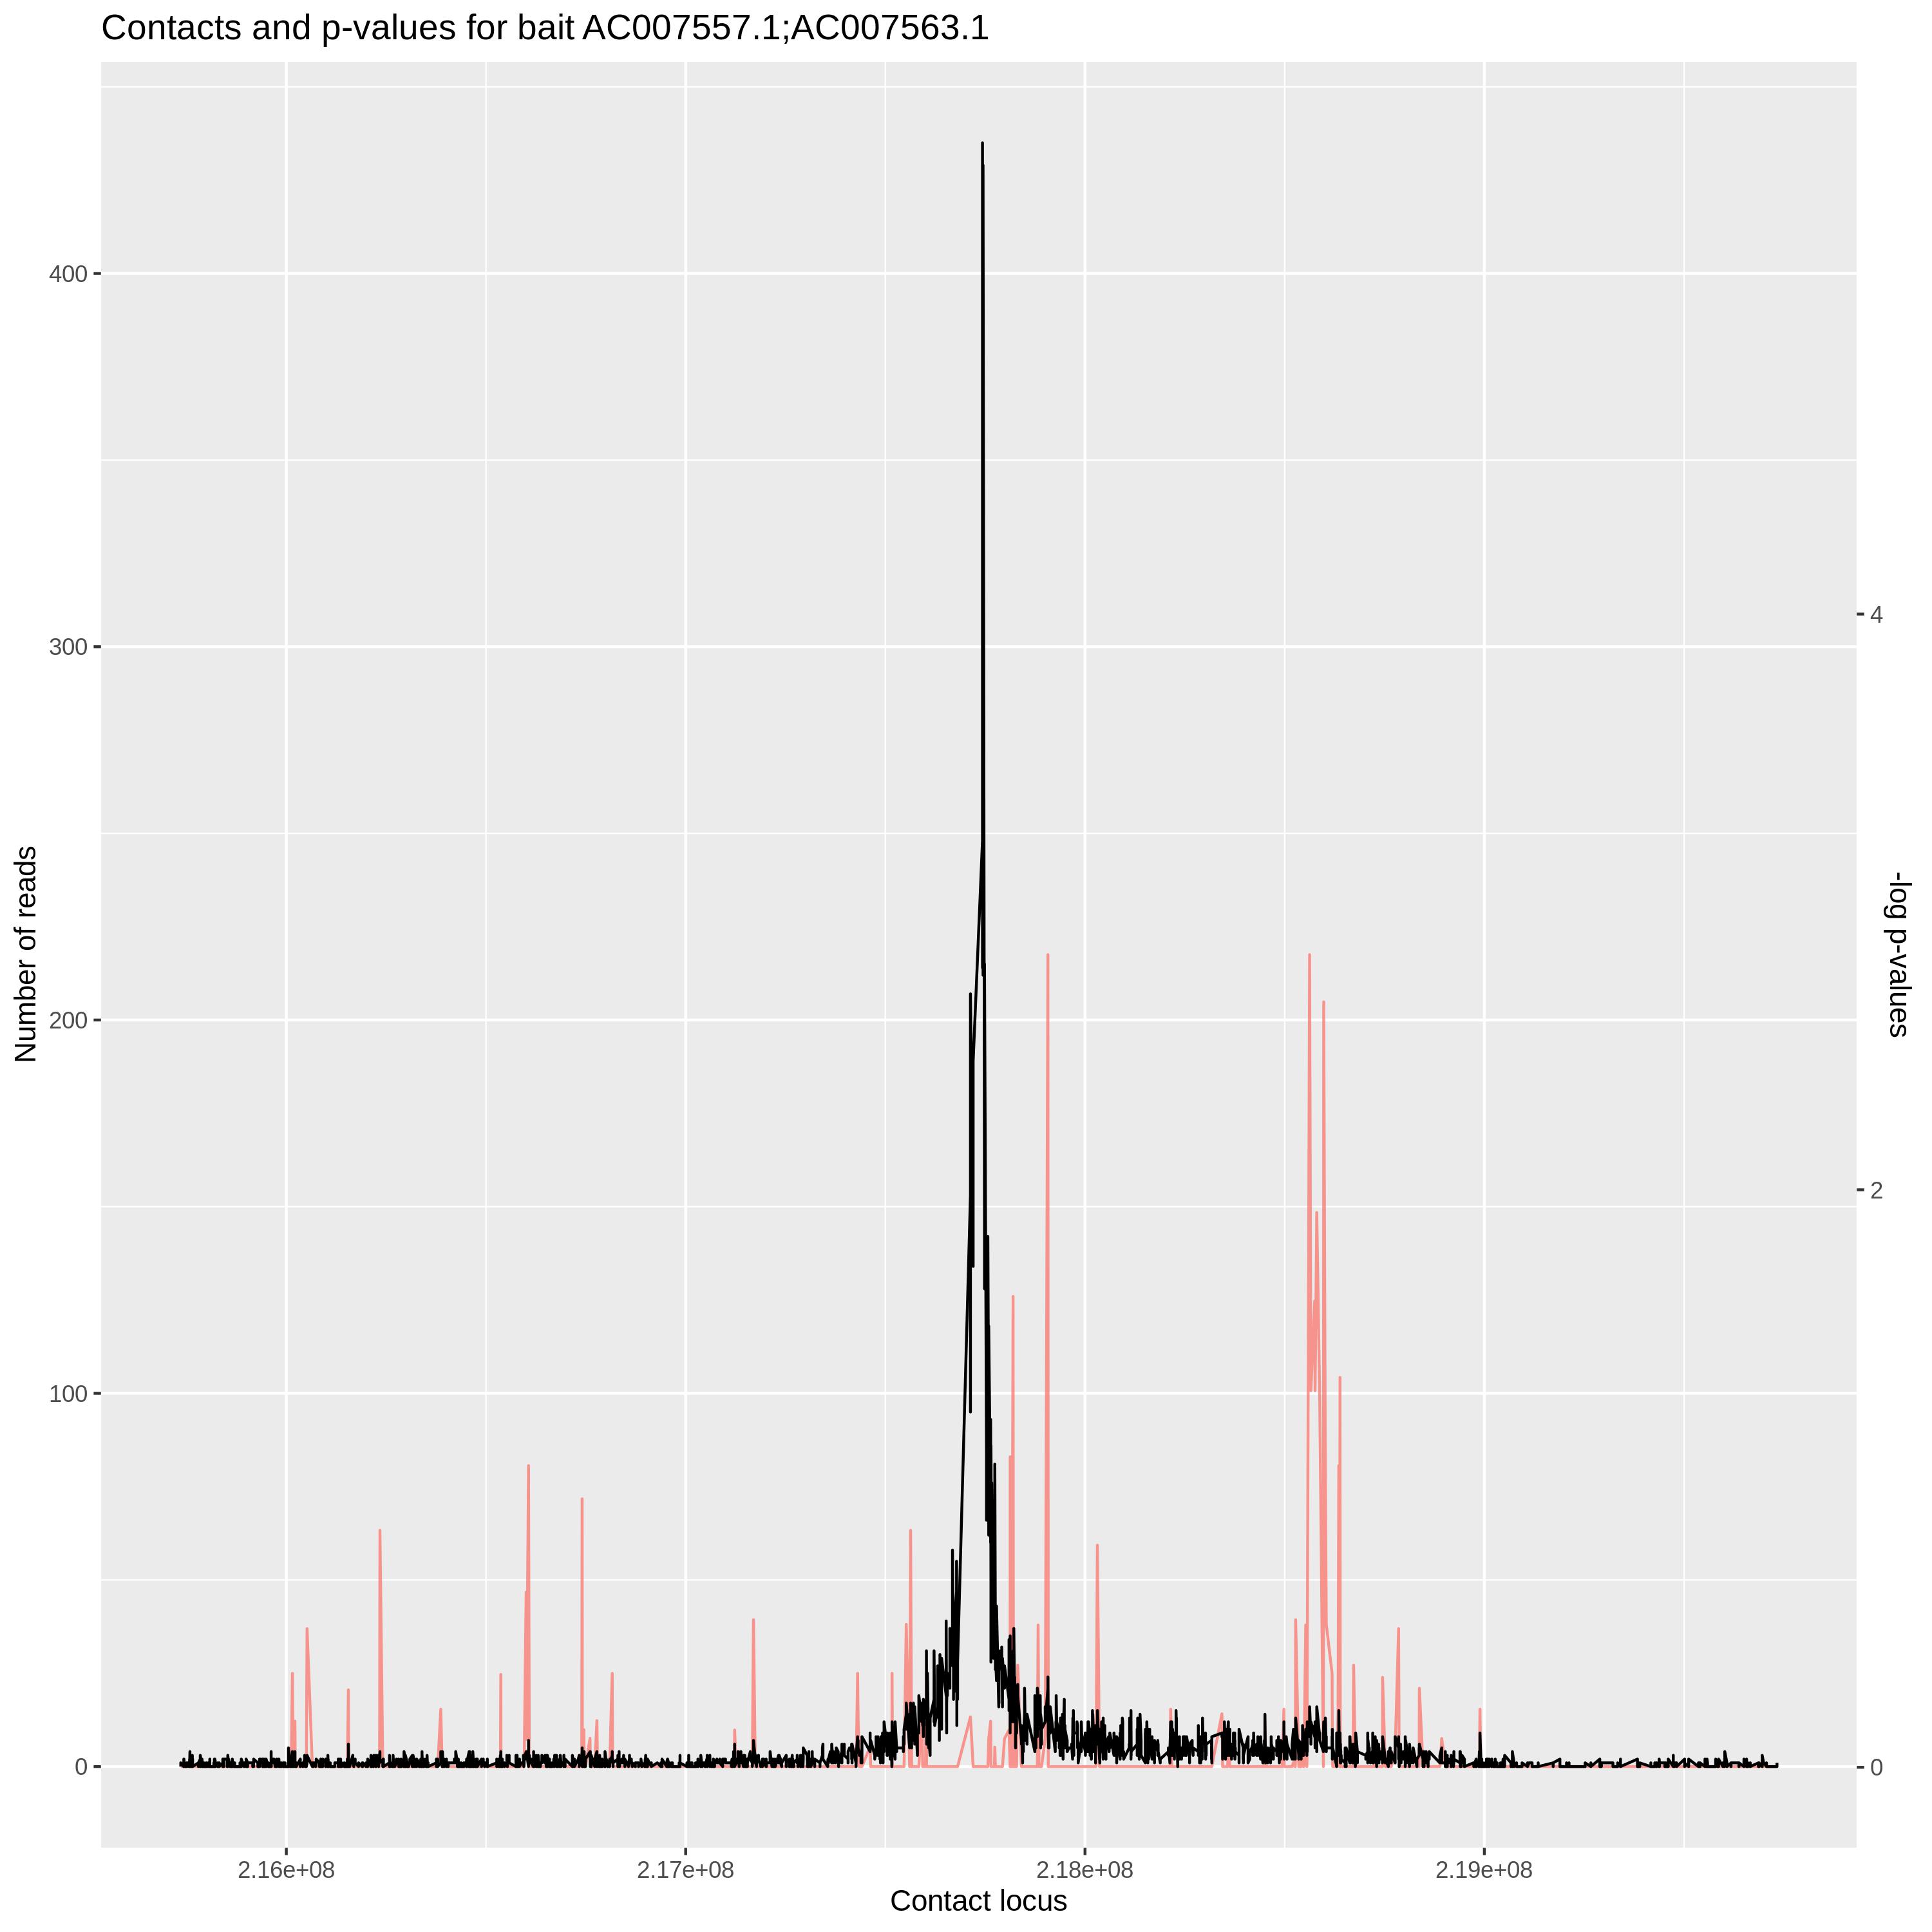 Contacts and p-values for bait AC007557.1;AC007563.1
400
300
200
100
0
Number of reads
4
2
0
-log p-values
2.16e+08
2.17e+08
2.18e+08
2.19e+08
Contact locus